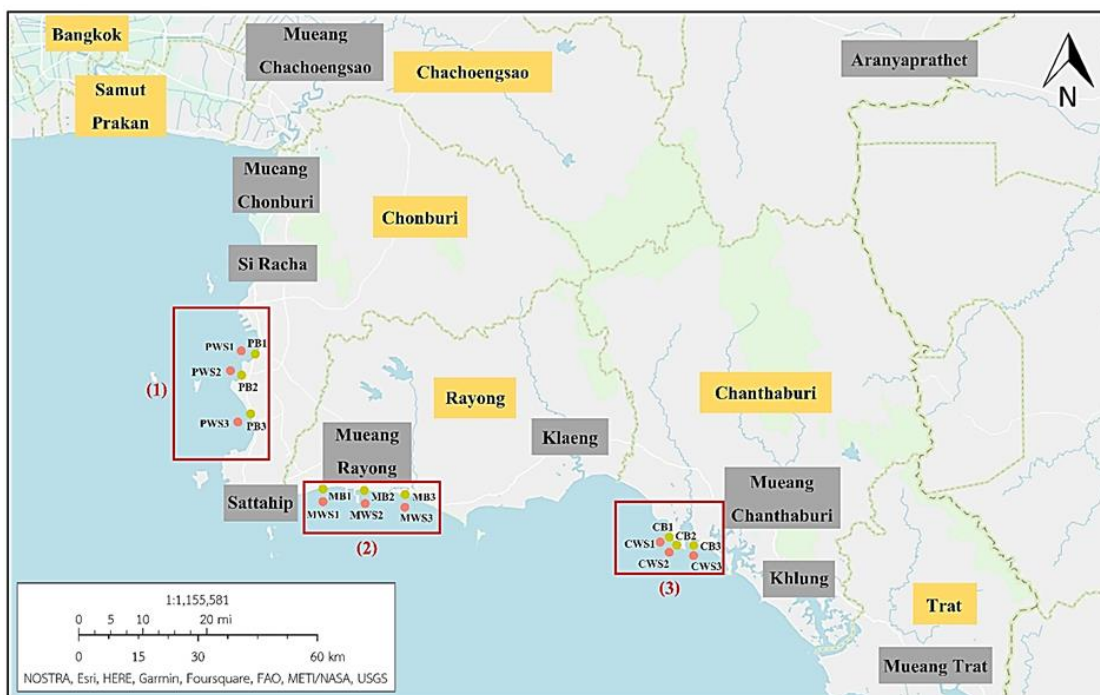 Bangkok
Samut
Prakan
Mueang
Chachoengsao
Chachoengsao
Aranyaprathet
N
Mueang
Chonburi
Chonburi
Si Racha
PWS1
PB1
PWS2
PB2
PWS3
PB3
(1)
Rayong
Chanthaburi
Mueang
Rayong
Klaeng
Sattahip
MB1
MB2
MB3
MWS1
MWS2
MWS3
(2)
Mueang
Chanthaburi
CB1
CB2
CWS1
CB3
CWS2
CWS3
(3)
Khlung
Trat
Mueang Trat
1:1,155,581
0 5 10 20 mi
0 15 30 60 km
NOSTRA, Esri, HERE, Garmin, Foursquare, FAO, METI/NASA, USGS